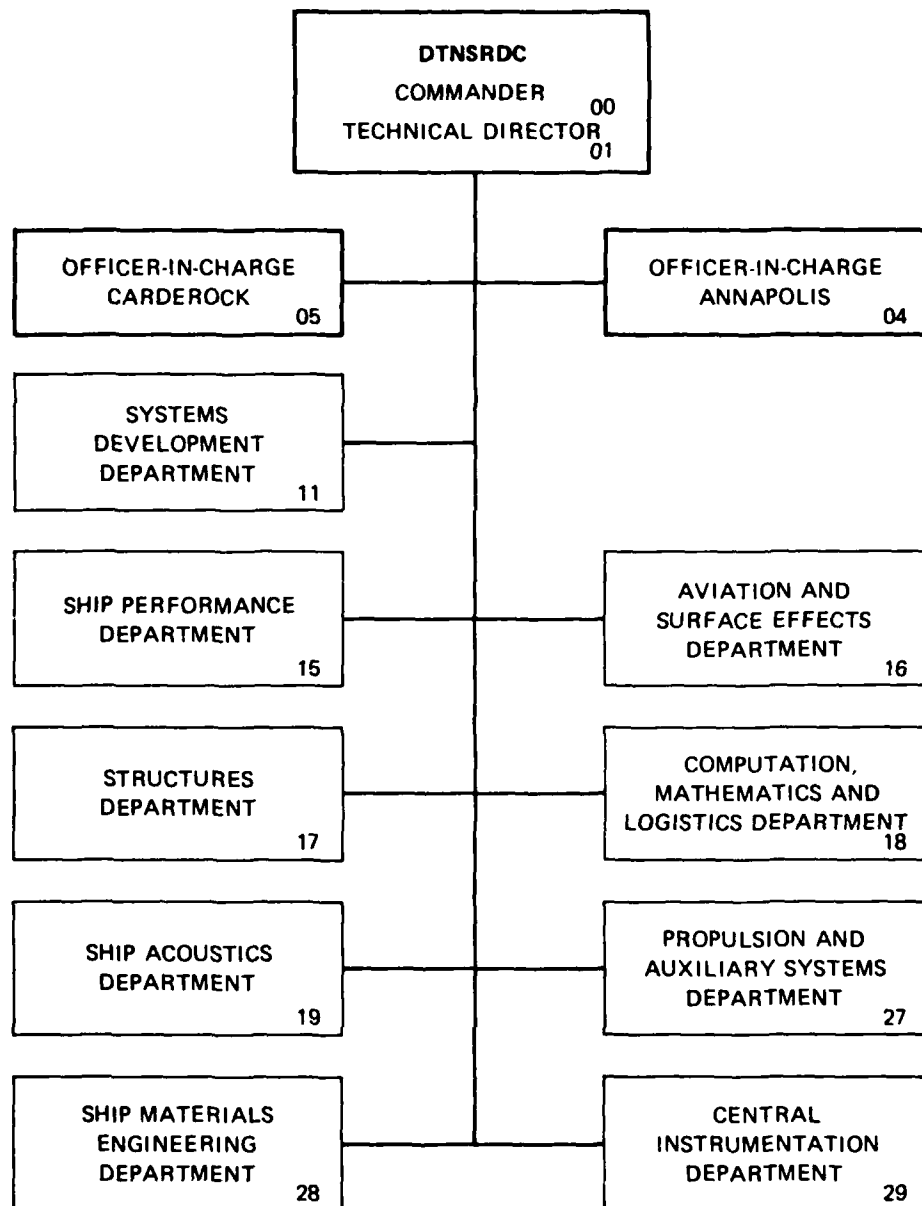 DTNSRDC
COMMANDER 00
TECHNICAL DIRECTOR 01
OFFICER-IN-CHARGE
CARDEROCK
05
OFFICER-IN-CHARGE
ANNAPOLIS
04
SYSTEMS
DEVELOPMENT
DEPARTMENT
11
SHIP PERFORMANCE
DEPARTMENT
15
AVIATION AND
SURFACE EFFECTS
DEPARTMENT
16
STRUCTURES
DEPARTMENT
17
COMPUTATION,
MATHEMATICS AND
LOGISTICS DEPARTMENT
18
SHIP ACOUSTICS
DEPARTMENT
19
PROPULSION AND
AUXILIARY SYSTEMS
DEPARTMENT
27
SHIP MATERIALS
ENGINEERING
DEPARTMENT
28
CENTRAL
INSTRUMENTATION
DEPARTMENT
29